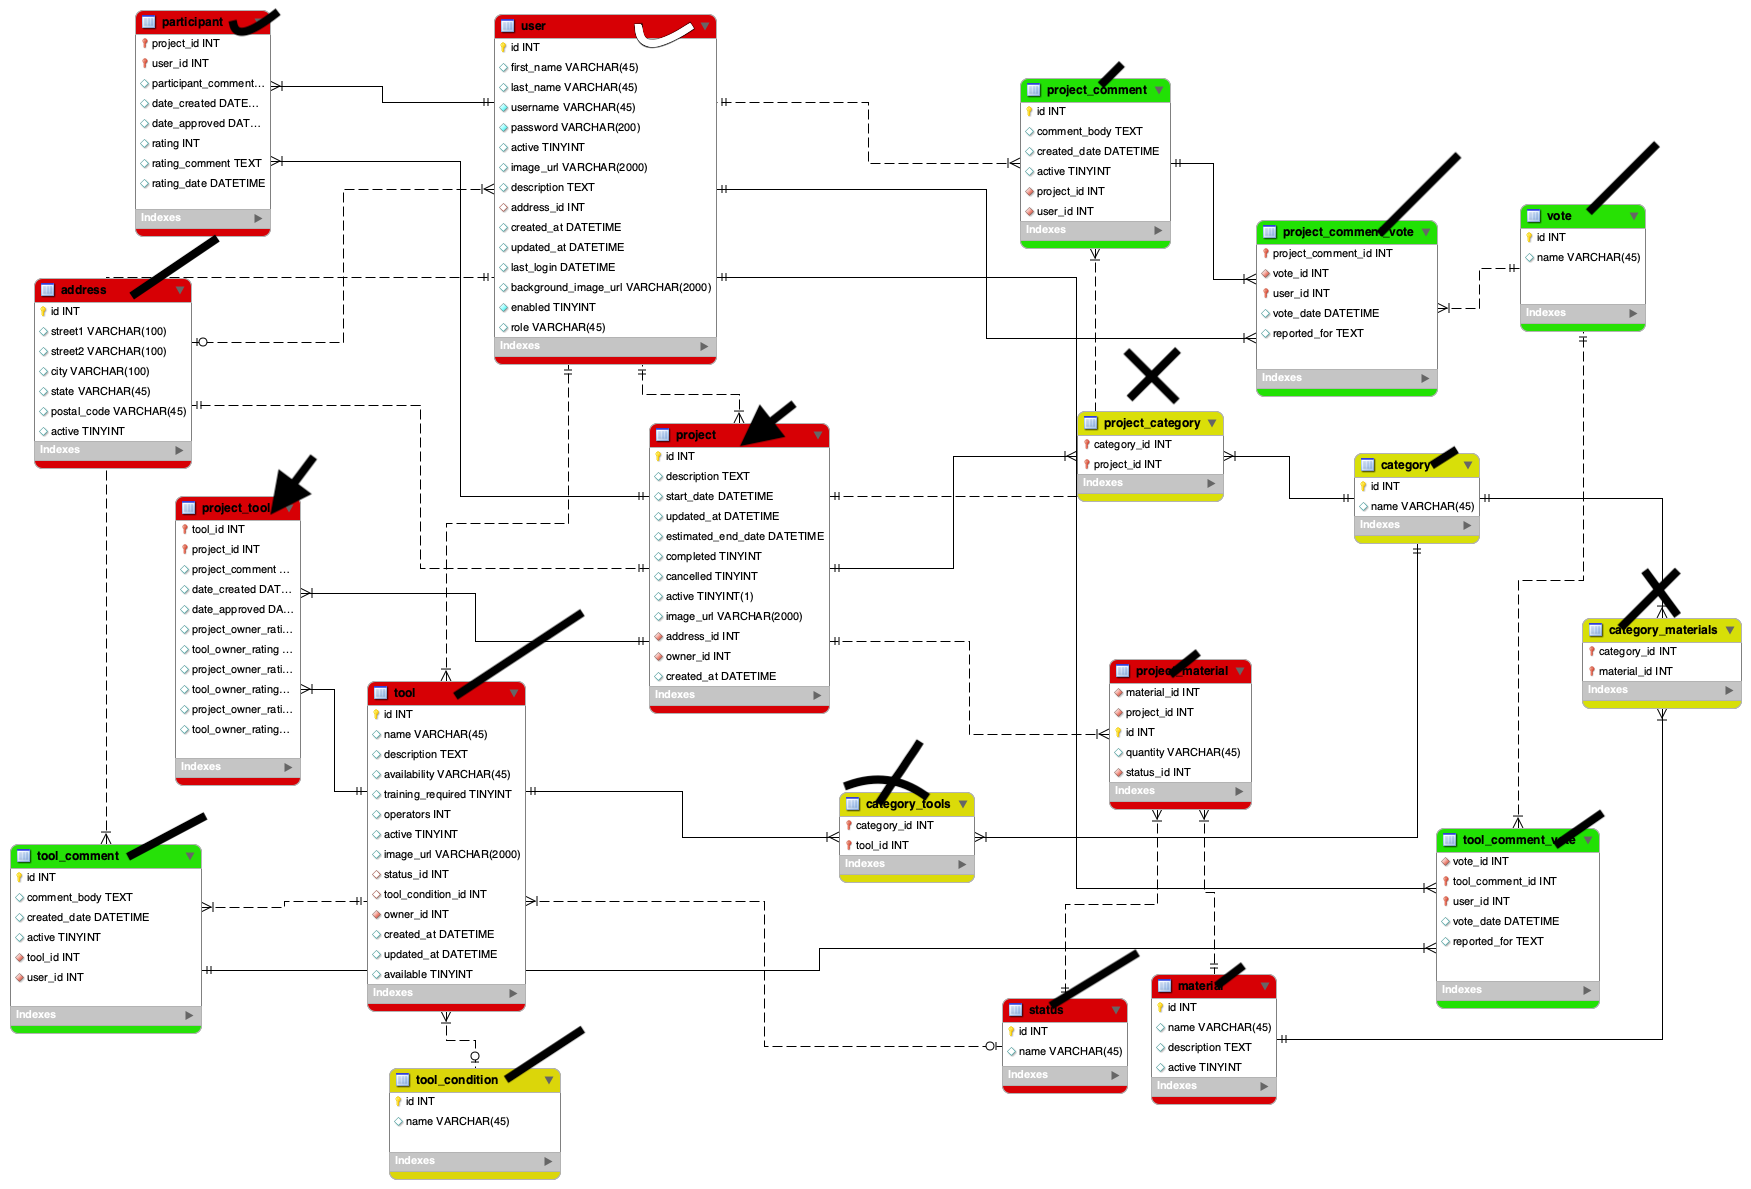 participant
project_id INT
user_id INT
participant_comment...
date_created DATE...
date_approved DAT...
rating INT
rating_comment TEXT
rating_date DATETIME
Indexes
user
id INT
first_name VARCHAR(45)
last_name VARCHAR(45)
username VARCHAR(45)
password VARCHAR(200)
active TINYINT
image_url VARCHAR(2000)
description TEXT
address_id INT
created_at DATETIME
updated_at DATETIME
last_login DATETIME
background_image_url VARCHAR(2000)
enabled TINYINT
role VARCHAR(45)
Indexes
project_comment
id INT
comment_body TEXT
created_date DATETIME
active TINYINT
project_id INT
user_id INT
Indexes
project_comment_vote
project_comment_id INT
vote_id INT
user_id INT
vote_date DATETIME
reported_for TEXT
Indexes
vote
id INT
name VARCHAR(45)
Indexes
address
id INT
street1 VARCHAR(100)
street2 VARCHAR(100)
city VARCHAR(100)
state VARCHAR(45)
postal_code VARCHAR(45)
active TINYINT
Indexes
project
id INT
description TEXT
start_date DATETIME
updated_at DATETIME
estimated_end_date DATETIME
completed TINYINT
cancelled TINYINT
active TINYINT(1)
image_url VARCHAR(2000)
address_id INT
owner_id INT
created_at DATETIME
Indexes
project_category
category_id INT
project_id INT
Indexes
category
id INT
name VARCHAR(45)
Indexes
project_tool
tool_id INT
project_id INT
project_comment ...
date_created DAT...
date_approved DA...
project_owner_rati...
tool_owner_rating ...
project_owner_rati...
tool_owner_rating...
project_owner_rati...
tool_owner_rating...
Indexes
category_materials
category_id INT
material_id INT
Indexes
tool
id INT
name VARCHAR(45)
description TEXT
availability VARCHAR(45)
training_required TINYINT
operators INT
active TINYINT
image_url VARCHAR(2000)
status_id INT
tool_condition_id INT
owner_id INT
created_at DATETIME
updated_at DATETIME
available TINYINT
Indexes
project_material
material_id INT
project_id INT
id INT
quantity VARCHAR(45)
status_id INT
Indexes
category_tools
category_id INT
tool_id INT
Indexes
tool_comment
id INT
comment_body TEXT
created_date DATETIME
active TINYINT
tool_id INT
user_id INT
Indexes
tool_comment_vote
vote_id INT
tool_comment_id INT
user_id INT
vote_date DATETIME
reported_for TEXT
Indexes
status
id INT
name VARCHAR(45)
Indexes
material
id INT
name VARCHAR(45)
description TEXT
active TINYINT
Indexes
tool_condition
id INT
name VARCHAR(45)
Indexes